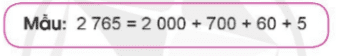 Mẫu: 2 765 = 2 000 + 700 + 60 + 5